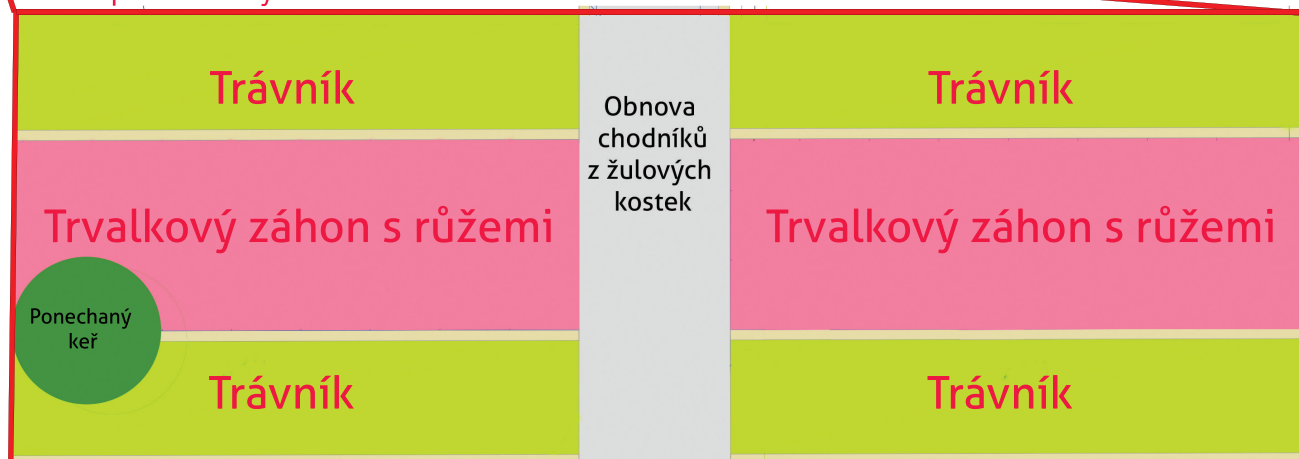 Trávník
Trávník
Obnova
chodníků
z žulových
kostek
Trvalkový záhon s růžemi
Trvalkový záhon s růžemi
Ponechaný
keř
Trávník
Trávník